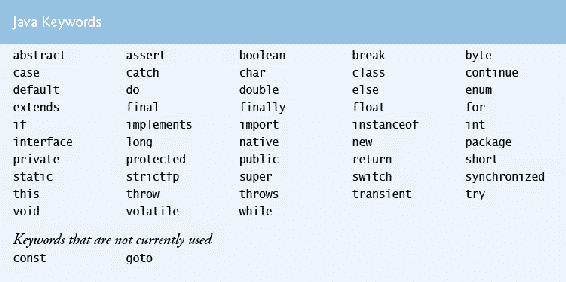 Java Keywords
abstract assert boolean break byte
case catch char class continue
default do double else enum
extends final finally float for
if implements import instanceof int
interface long native new package
private protected public return short
static strictfp super switch synchronized
this throw throws transient try
void volatile while
Keywords that are not currently used
const goto